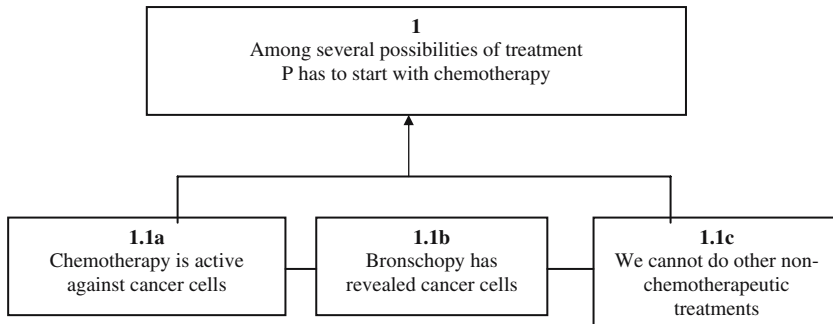 1
Among several possibilities of treatment
P has to start with chemotherapy
1.1a
Chemotherapy is active
against cancer cells
1.1b
Bronschopy has
revealed cancer cells
1.1c
We cannot do other non-
chemotherapeutic
treatments